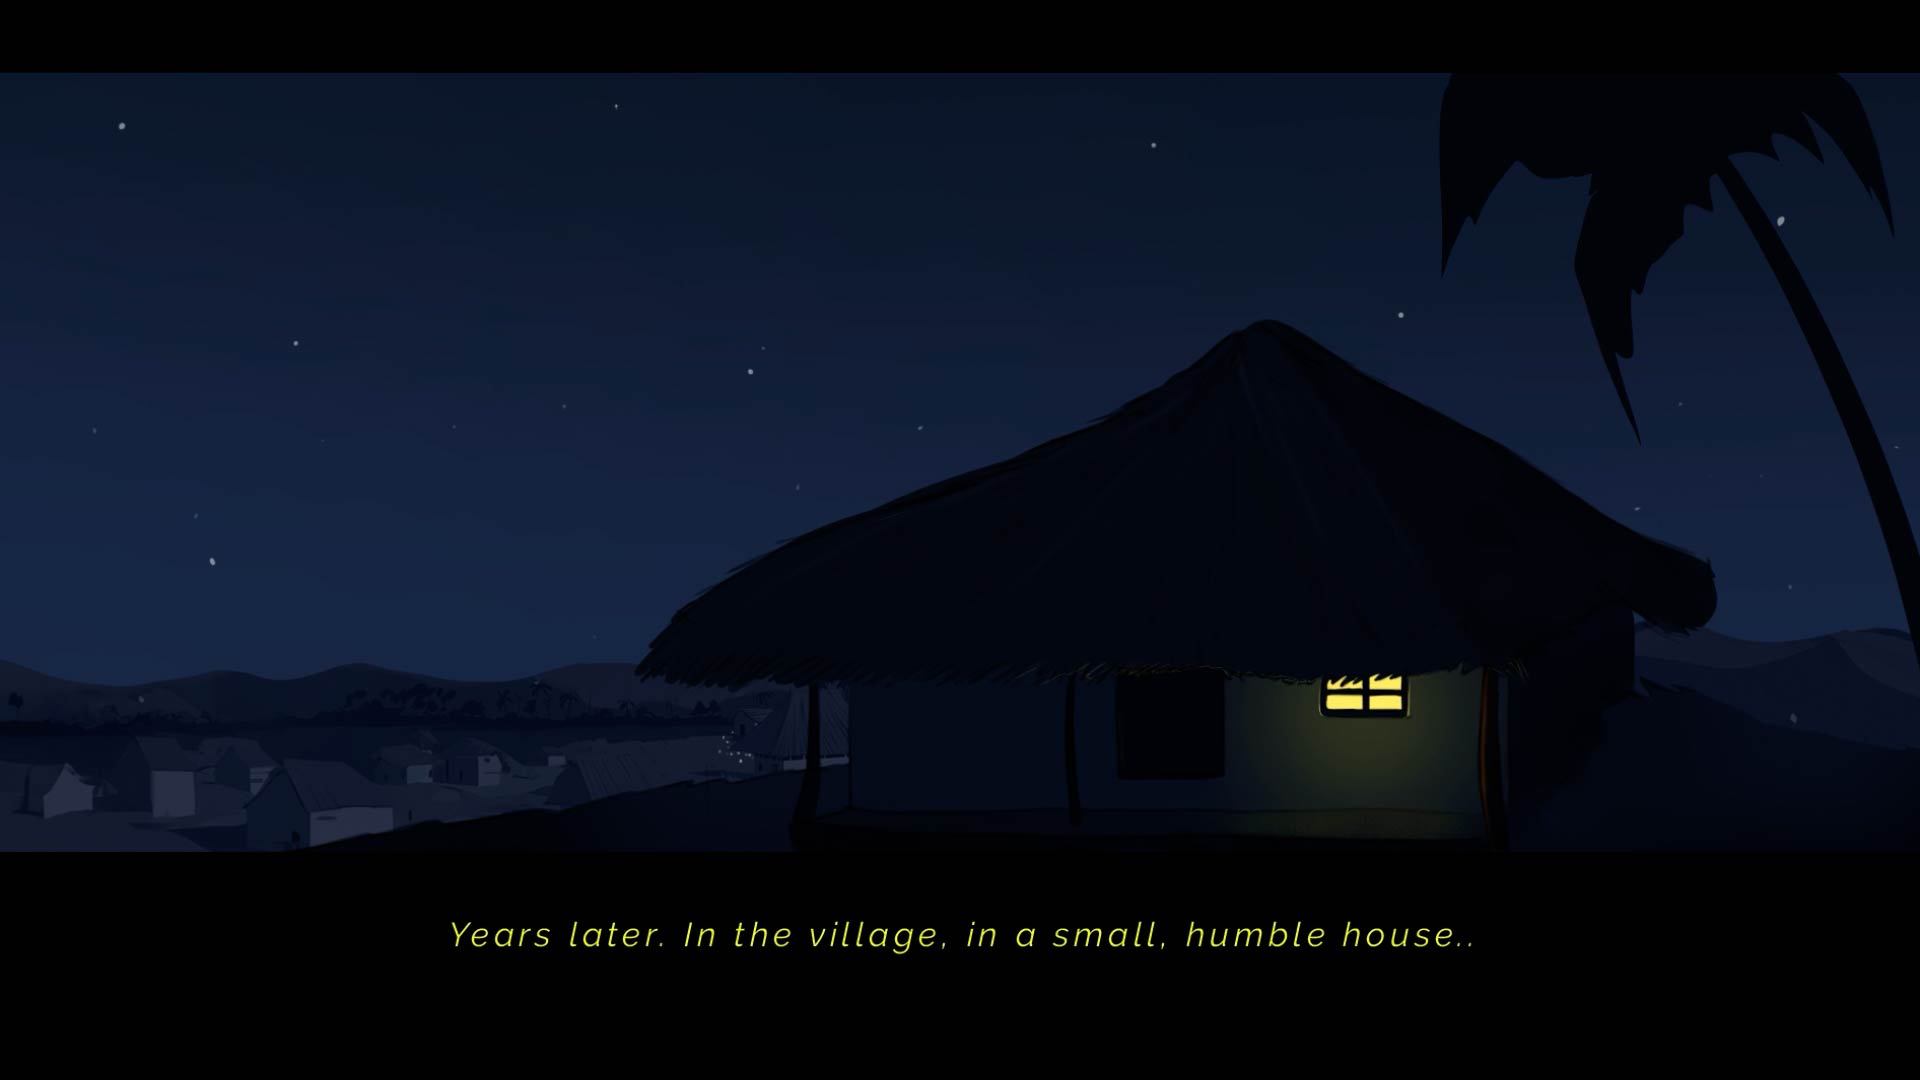 Years later. In the village, in a small, humble house..